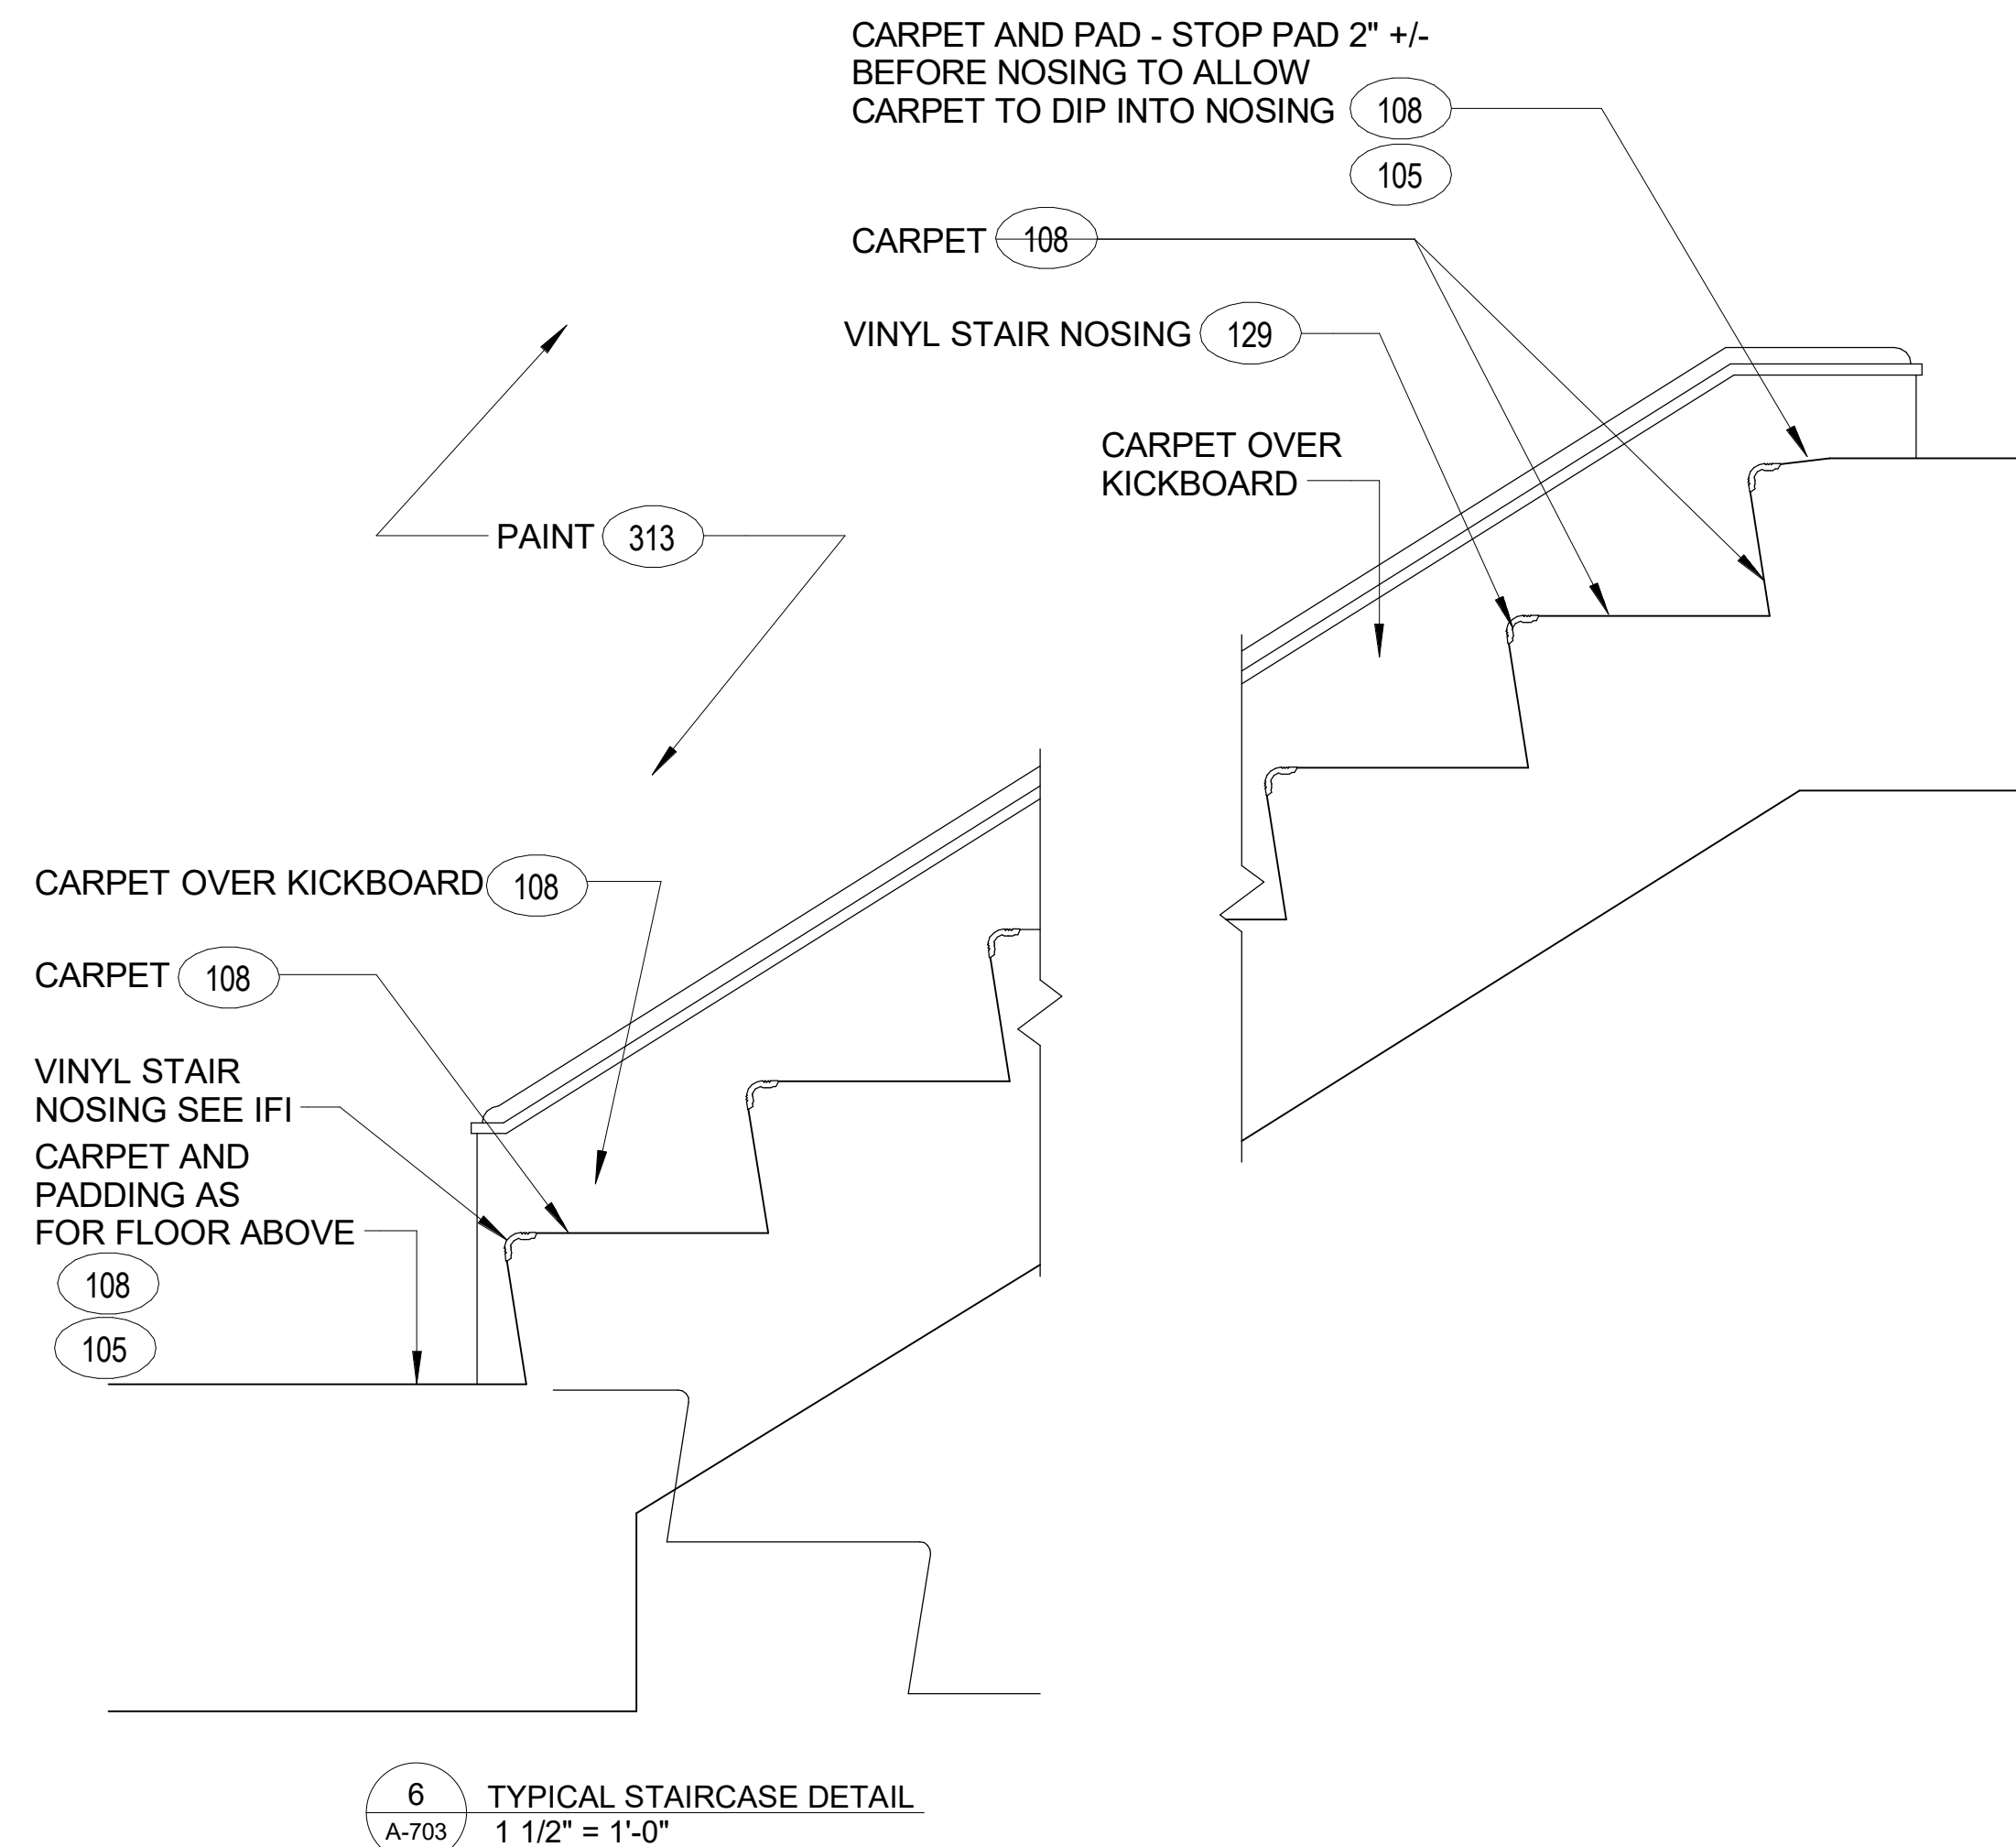 CARPET AND PAD - STOP PAD 2" +/-
BEFORE NOSING TO ALLOW
CARPET TO DIP INTO NOSING 108
105
CARPET 108
VINYL STAIR NOSING 129
CARPET OVER
KICKBOARD
PAINT 313
CARPET OVER KICKBOARD 108
CARPET 108
VINYL STAIR
NOSING SEE IFI
CARPET AND
PADDING AS
FOR FLOOR ABOVE
108
105
6
A-703
TYPICAL STAIRCASE DETAIL
1 1/2" = 1'-0"